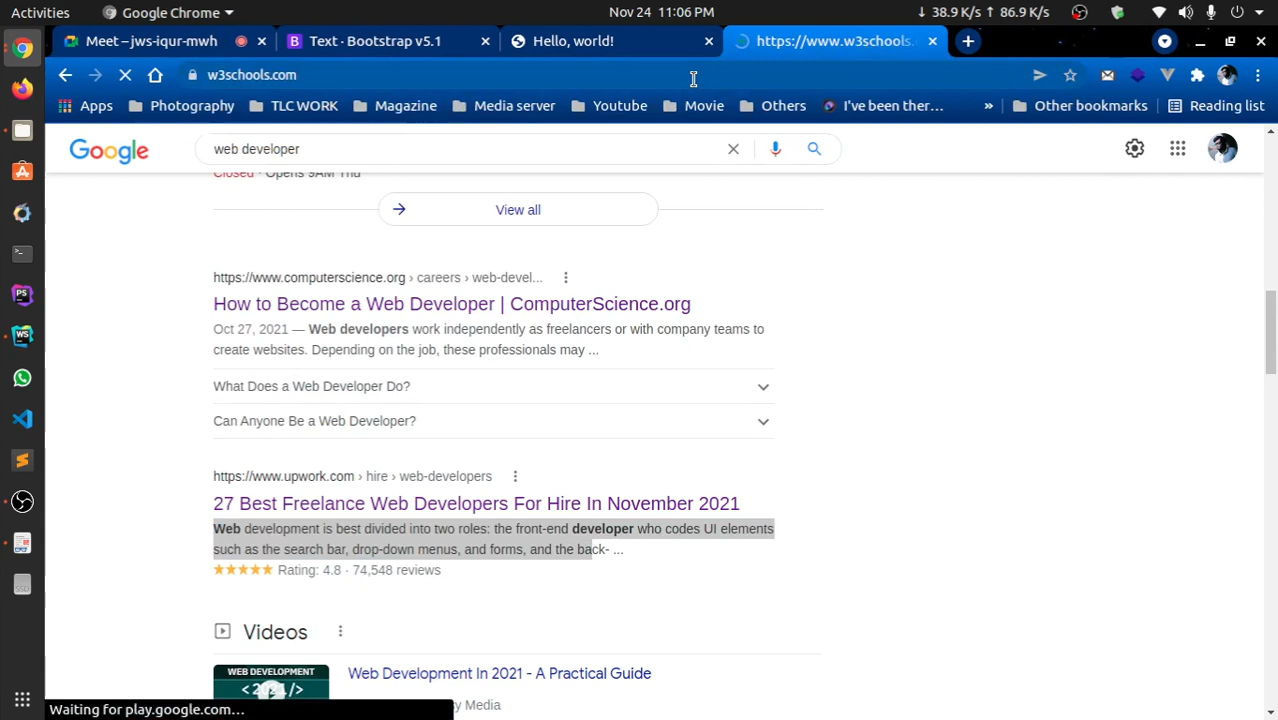 Activities Google Chrome Nov 24 11:06 PM ↓ 38.9 K/s ↑ 86.9 K/s
Meet – jws-iqur-mwh Text · Bootstrap v5.1 Hello, world! https://www.w3schools.
w3schools.com
Apps Photography TLC WORK Magazine Media server Youtube Movie Others I've been ther… » Other bookmarks Reading list
Google web developer
Closed · Opens 9AM Thu
View all
https://www.computerscience.org › careers › web-devel...
How to Become a Web Developer | ComputerScience.org
Oct 27, 2021 — Web developers work independently as freelancers or with company teams to
create websites. Depending on the job, these professionals may ...
What Does a Web Developer Do?
Can Anyone Be a Web Developer?
https://www.upwork.com › hire › web-developers
27 Best Freelance Web Developers For Hire In November 2021
Web development is best divided into two roles: the front-end developer who codes UI elements
such as the search bar, drop-down menus, and forms, and the back- ...
Rating: 4.8 · 74,548 reviews
Videos
WEB DEVELOPMENT
Web Development In 2021 - A Practical Guide
Media
Waiting for play.google.com…
PS
WS
SSD